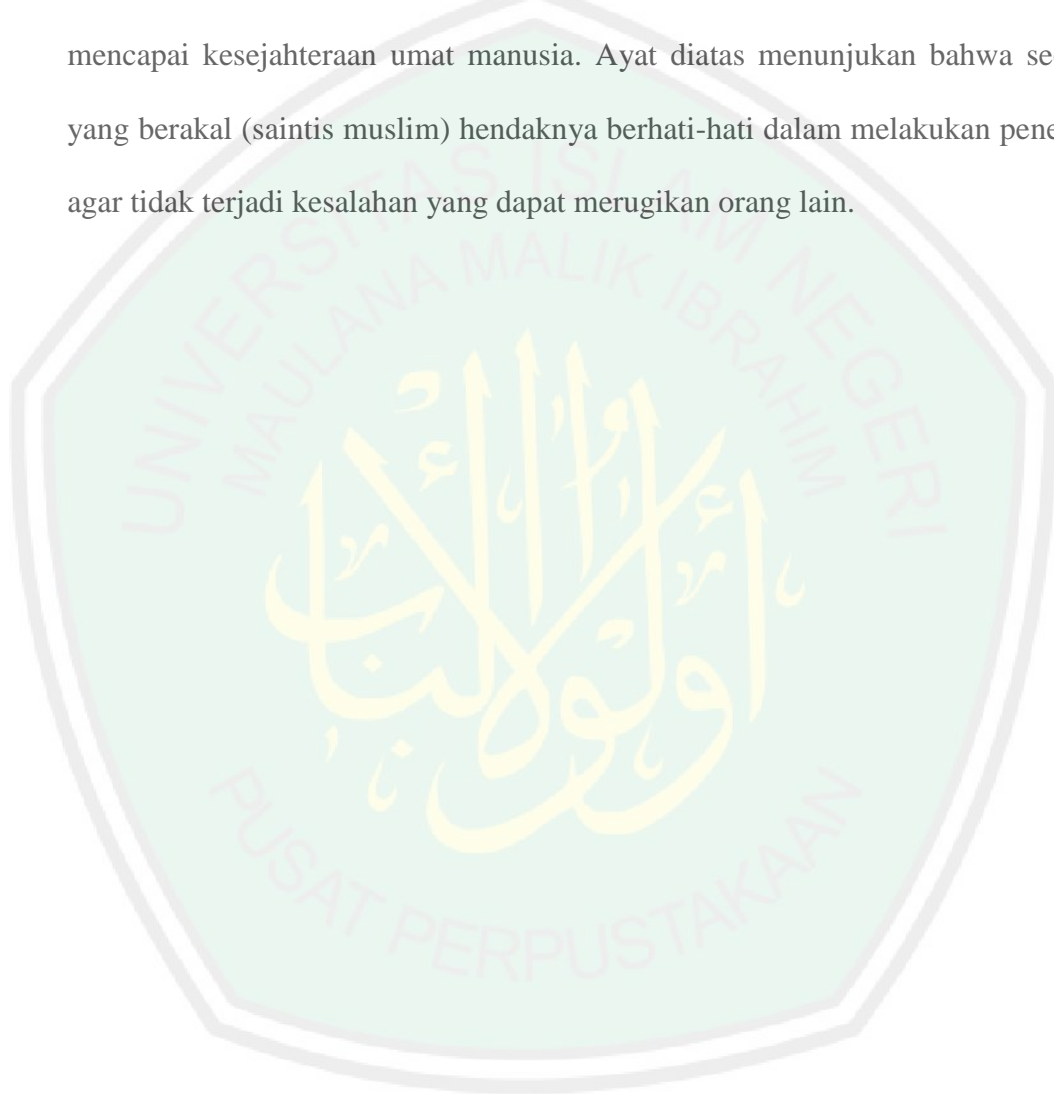 mencapai kesejahteraan umat manusia. Ayat diatas menunjukan bahwa se
yang berakal (saintis muslim) hendaknya berhati-hati dalam melakukan pene
agar tidak terjadi kesalahan yang dapat merugikan orang lain.
UNIVERSITAS ISLAM NEGERI
MAULANA MALIK IBRAHIM
أولو الألباب
PUSAT PERPUSTAKAAN